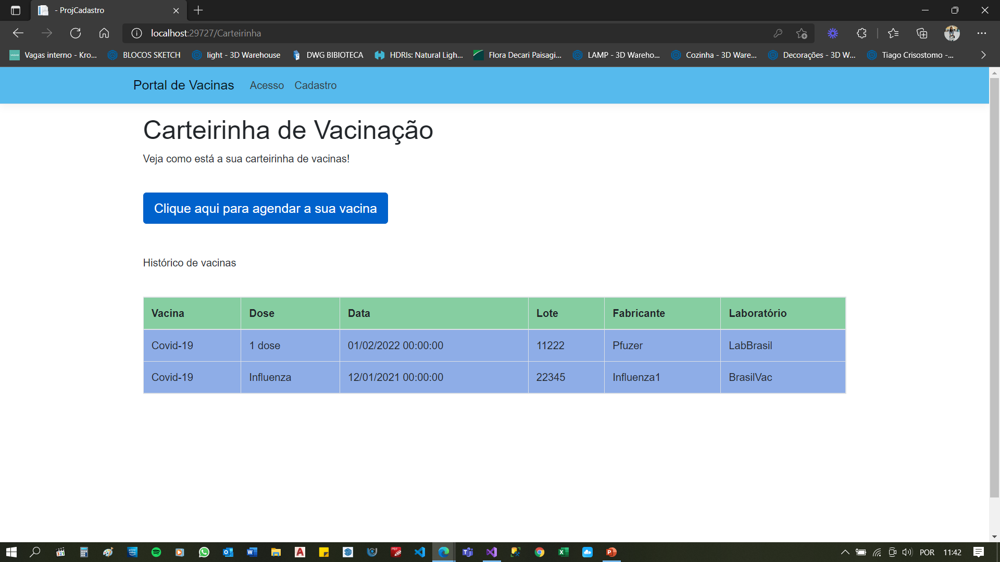 - ProjCadastro
localhost:29727/Carteirinha
Vagas interno - Kro... BLOCOS SKETCH light - 3D Warehouse DWG BIBIOTECA HDRIs: Natural Ligh... Flora Decari Paisagi... LAMP - 3D Wareho... Cozinha - 3D Ware... Decorações - 3D W... Tiago Crisostomo -...
Portal de Vacinas Acesso Cadastro
Carteirinha de Vacinação
Veja como está a sua carteirinha de vacinas!
Clique aqui para agendar a sua vacina
Histórico de vacinas
Vacina Dose Data Lote Fabricante Laboratório
Covid-19 1 dose 01/02/2022 00:00:00 11222 Pfuzer LabBrasil
Covid-19 Influenza 12/01/2021 00:00:00 22345 Influenza1 BrasilVac
POR 11:42